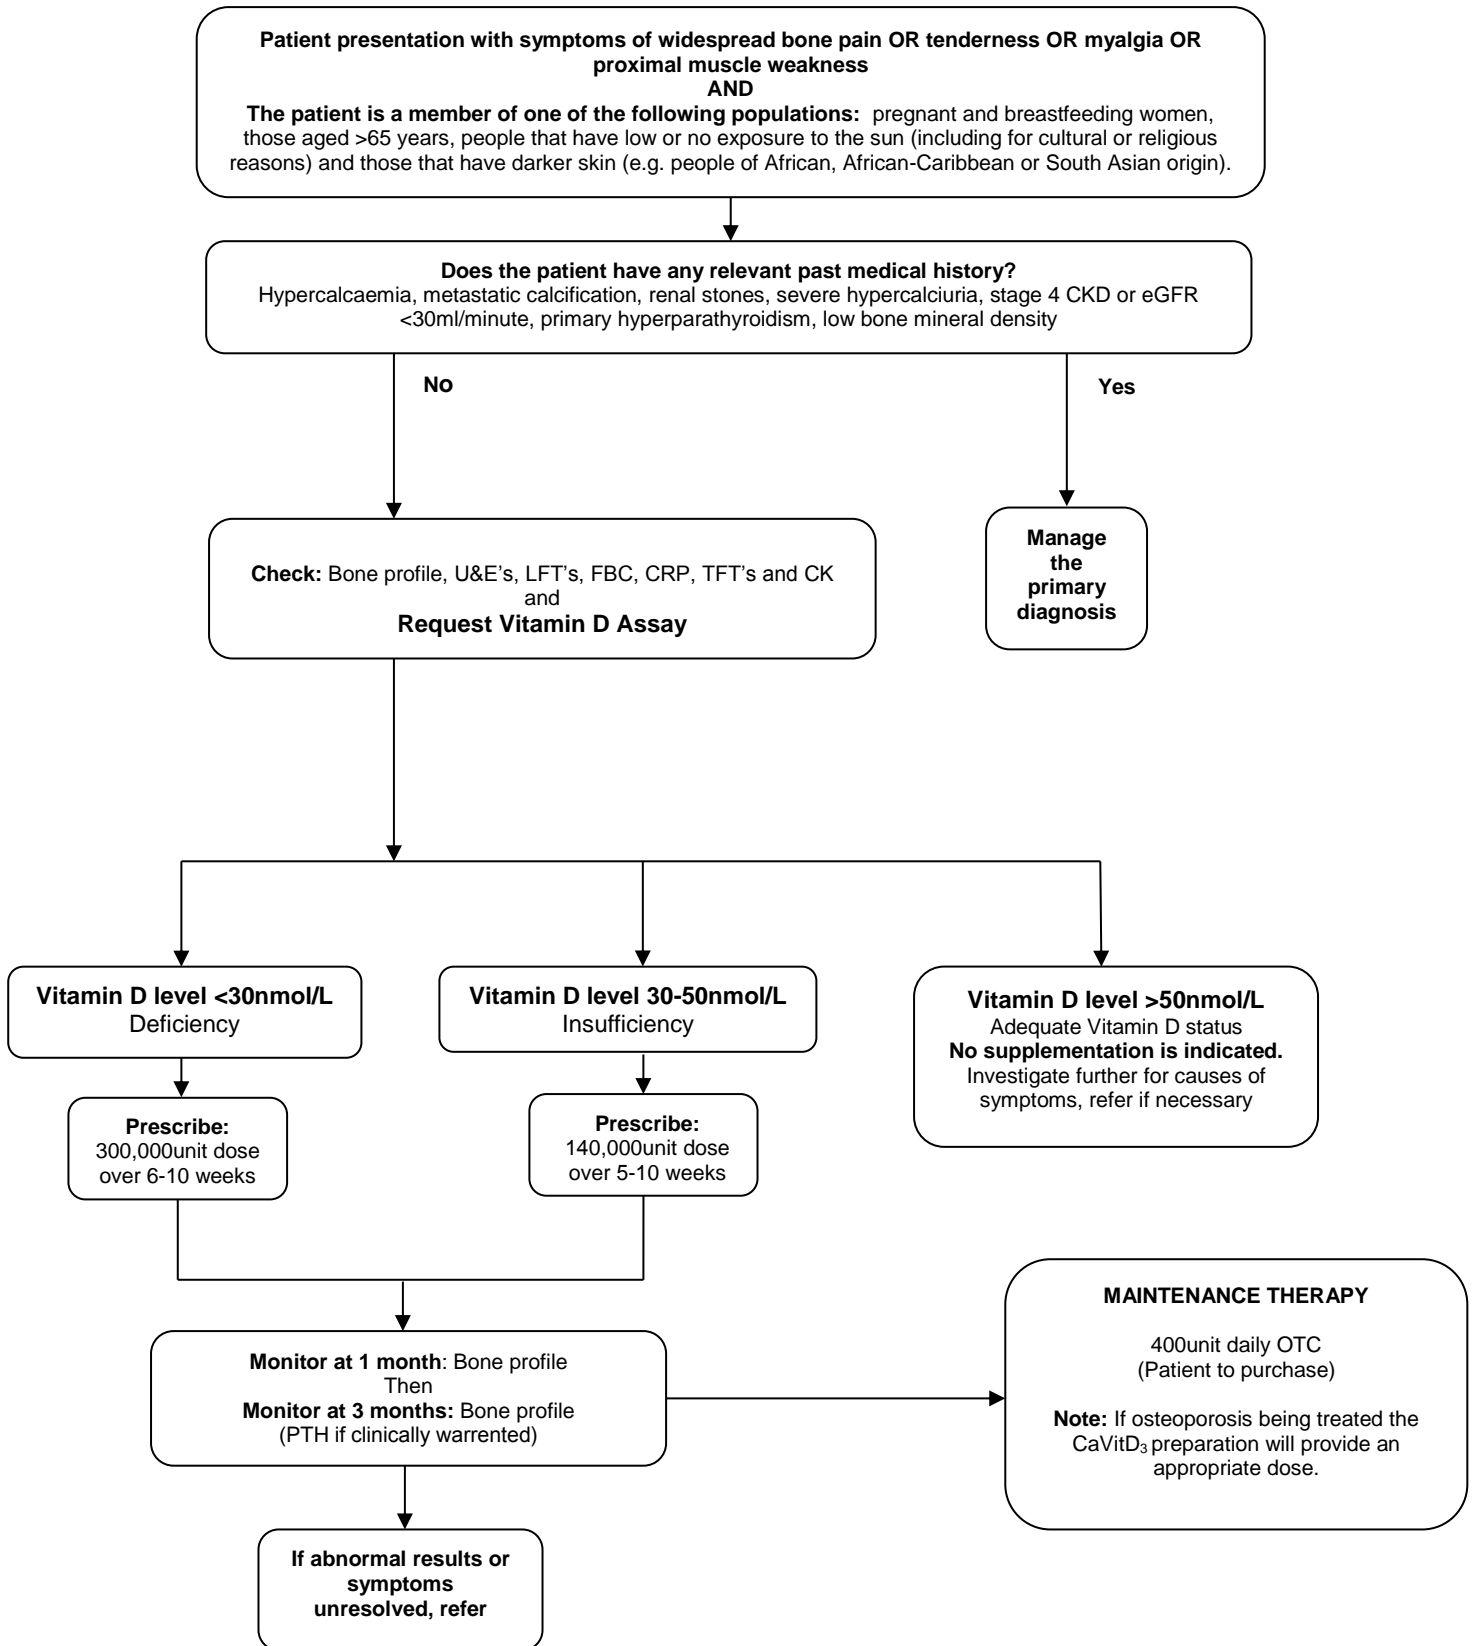 Patient presentation with symptoms of widespread bone pain OR tenderness OR myalgia OR
proximal muscle weakness
AND
The patient is a member of one of the following populations:  pregnant and breastfeeding women,
those aged >65 years, people that have low or no exposure to the sun (including for cultural or religious
reasons) and those that have darker skin (e.g. people of African, African-Caribbean or South Asian origin).
Does the patient have any relevant past medical history?
Hypercalcaemia, metastatic calcification, renal stones, severe hypercalciuria, stage 4 CKD or eGFR
<30ml/minute, primary hyperparathyroidism, low bone mineral density
No
Yes
Check: Bone profile, U&E's, LFT's, FBC, CRP, TFT's and CK
and
Request Vitamin D Assay
Manage
the
primary
diagnosis
Vitamin D level <30nmol/L
Deficiency
Vitamin D level 30-50nmol/L
Insufficiency
Vitamin D level >50nmol/L
Adequate Vitamin D status
No supplementation is indicated.
Investigate further for causes of
symptoms, refer if necessary
Prescribe:
300,000unit dose
over 6-10 weeks
Prescribe:
140,000unit dose
over 5-10 weeks
Monitor at 1 month: Bone profile
Then
Monitor at 3 months: Bone profile
(PTH if clinically warrented)
MAINTENANCE THERAPY
400unit daily OTC
(Patient to purchase)
Note: If osteoporosis being treated the
CaVitD₃ preparation will provide an
appropriate dose.
If abnormal results or
symptoms
unresolved, refer